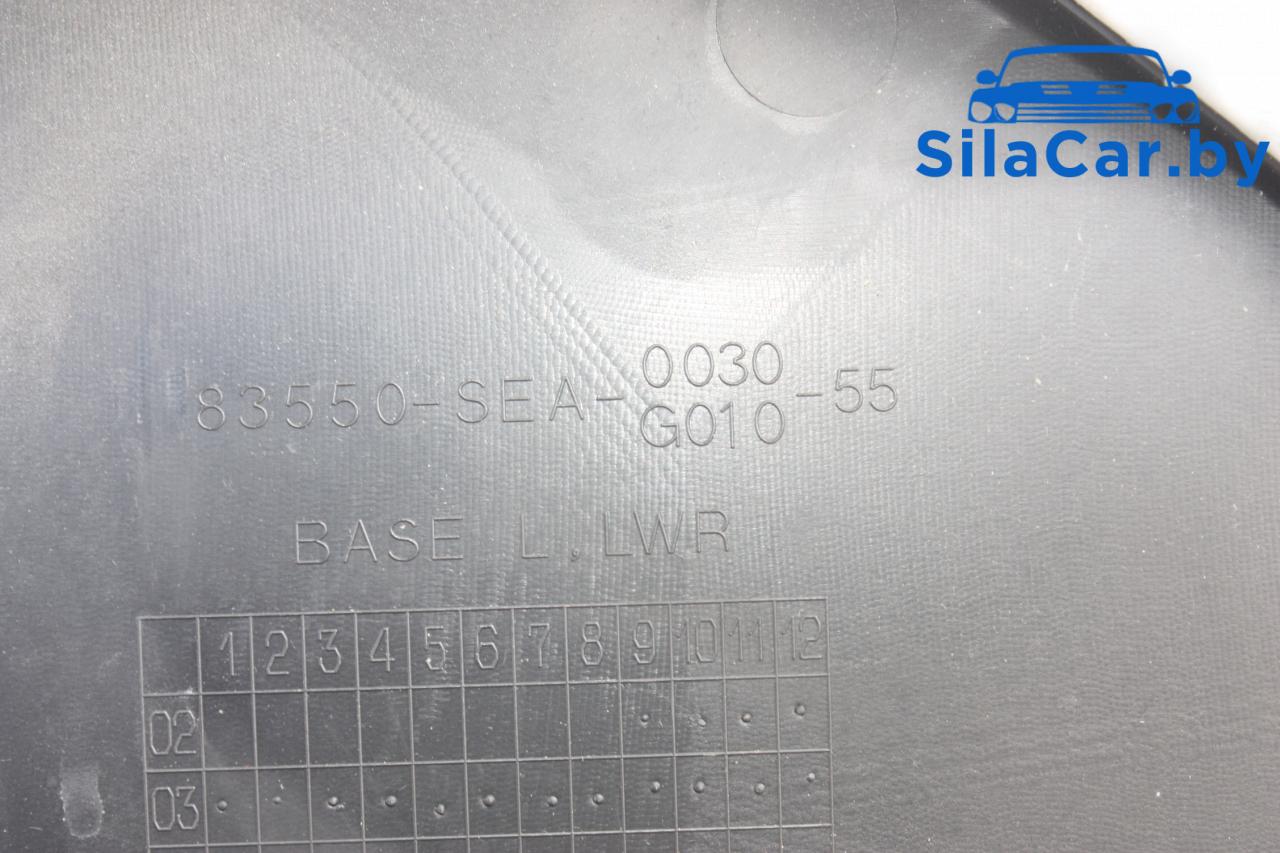 SilaCar.by
83550-SEA-0030-55
G010
BASE L.LWR
1 2 3 4 5 6 7 8 9 10 11 12
02
03